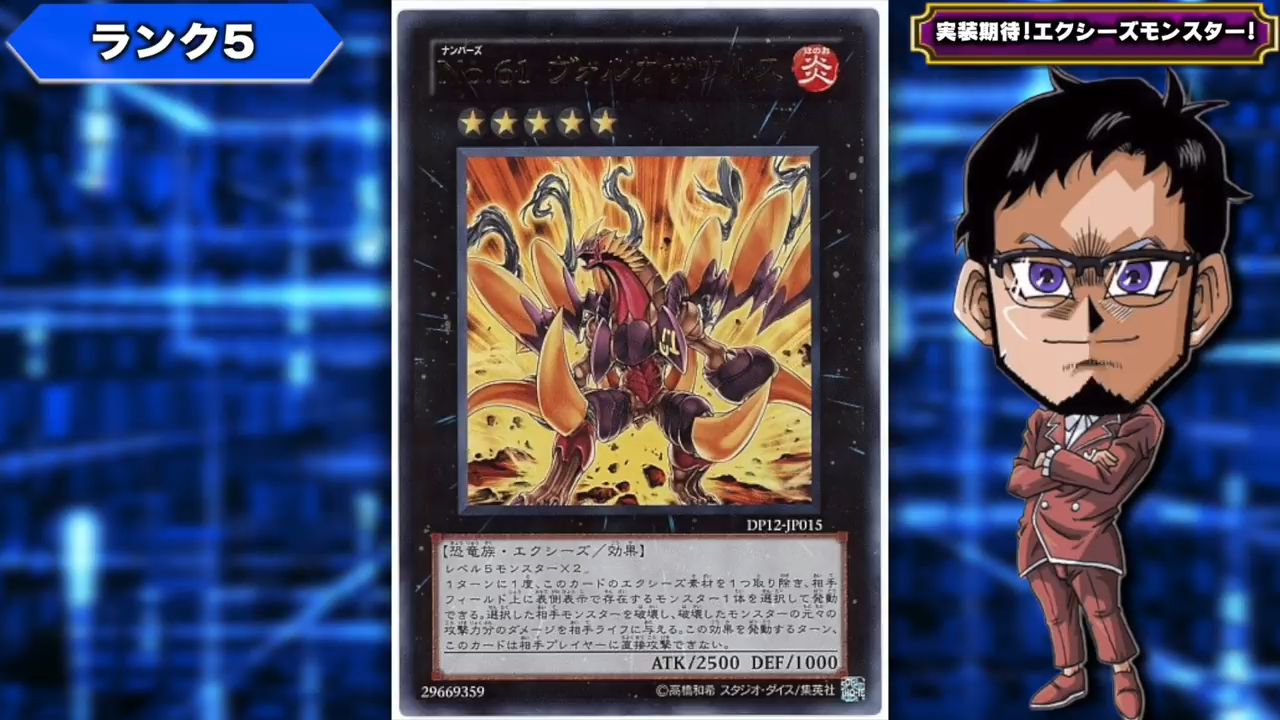 ランク5
実装期待!エクシーズモンスター!
ナンバーズ
No.61 ヴォルカザウルス
ほのお
炎
DP12-JP015
【恐竜族・エクシーズ/効果】
レベル5モンスター×2
1ターンに1度、このカードのエクシーズ素材を1つ取り除き、相手
フィールド上に表側表示で存在するモンスター1体を選択して発動
できる。選択した相手モンスターを破壊し、破壊したモンスターの元々の
攻撃力分のダメージを相手ライフに与える。この効果を発動するターン、
このカードは相手プレイヤーに直接攻撃できない。
ATK/2500 DEF/1000
29669359
©高橋和希 スタジオ・ダイス/集英社